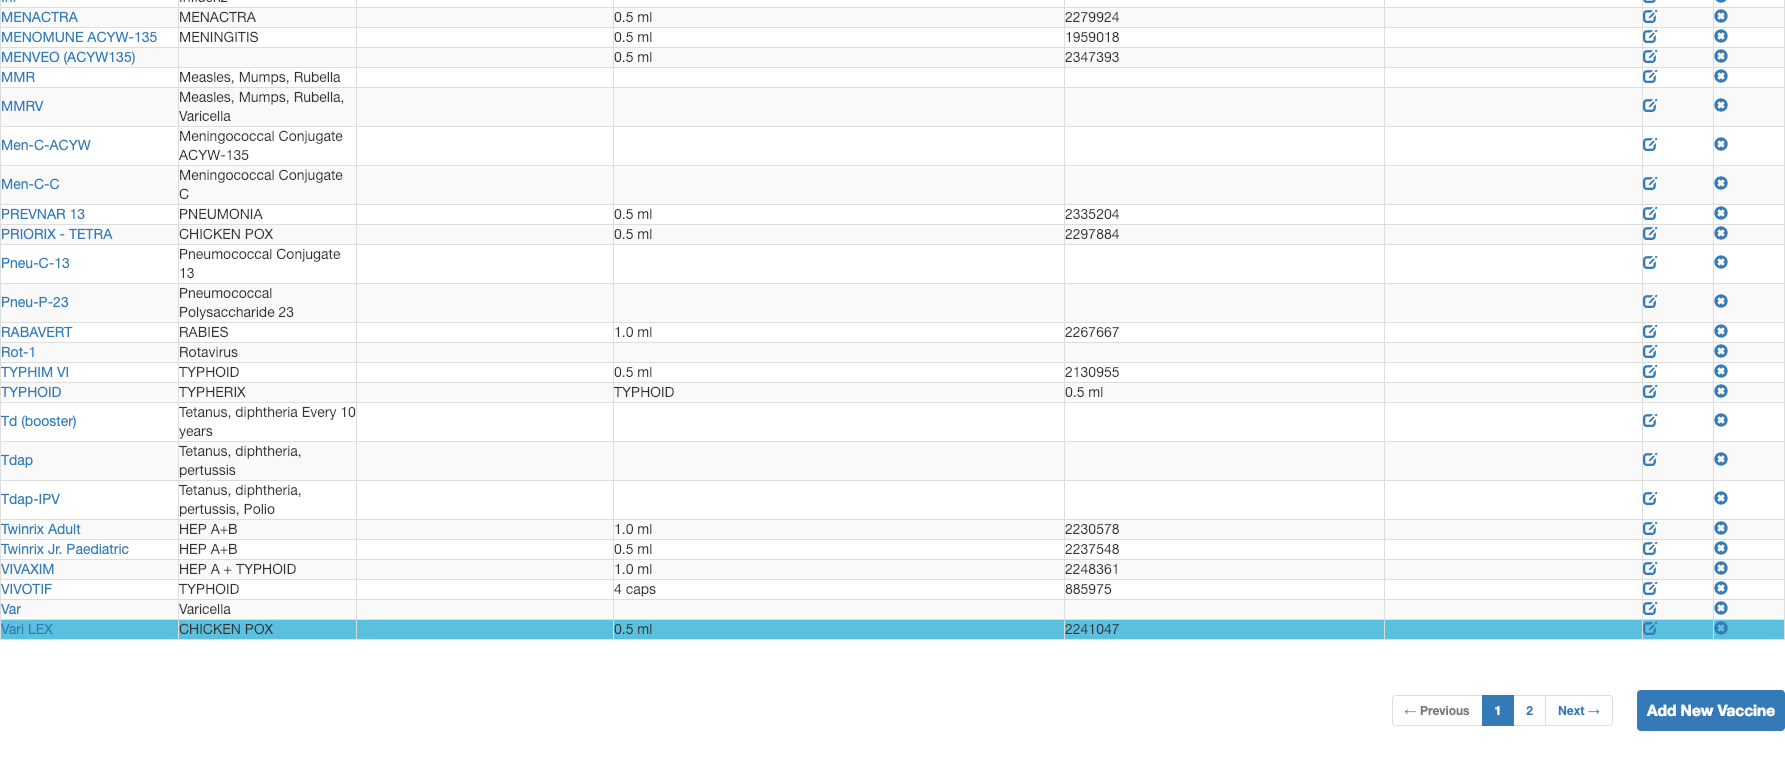 MENACTRA MENACTRA 0.5 ml 2279924
MENOMUNE ACYW-135 MENINGITIS 0.5 ml 1959018
MENVEO (ACYW135) 0.5 ml 2347393
MMR Measles, Mumps, Rubella
MMRV Measles, Mumps, Rubella,
Varicella
Men-C-ACYW Meningococcal Conjugate
ACYW-135
Men-C-C Meningococcal Conjugate
C
PREVNAR 13 PNEUMONIA 0.5 ml 2335204
PRIORIX - TETRA CHICKEN POX 0.5 ml 2297884
Pneu-C-13 Pneumococcal Conjugate
13
Pneu-P-23 Pneumococcal
Polysaccharide 23
RABAVERT RABIES 1.0 ml 2267667
Rot-1 Rotavirus
TYPHIM VI TYPHOID 0.5 ml 2130955
TYPHOID TYPHERIX TYPHOID 0.5 ml
Td (booster) Tetanus, diphtheria Every 10
years
Tdap Tetanus, diphtheria,
pertussis
Tdap-IPV Tetanus, diphtheria,
pertussis, Polio
Twinrix Adult HEP A+B 1.0 ml 2230578
Twinrix Jr. Paediatric HEP A+B 0.5 ml 2237548
VIVAXIM HEP A + TYPHOID 1.0 ml 2248361
VIVOTIF TYPHOID 4 caps 885975
Var Varicella
Vari LEX CHICKEN POX 0.5 ml 2241047
← Previous 1 2 Next → Add New Vaccine